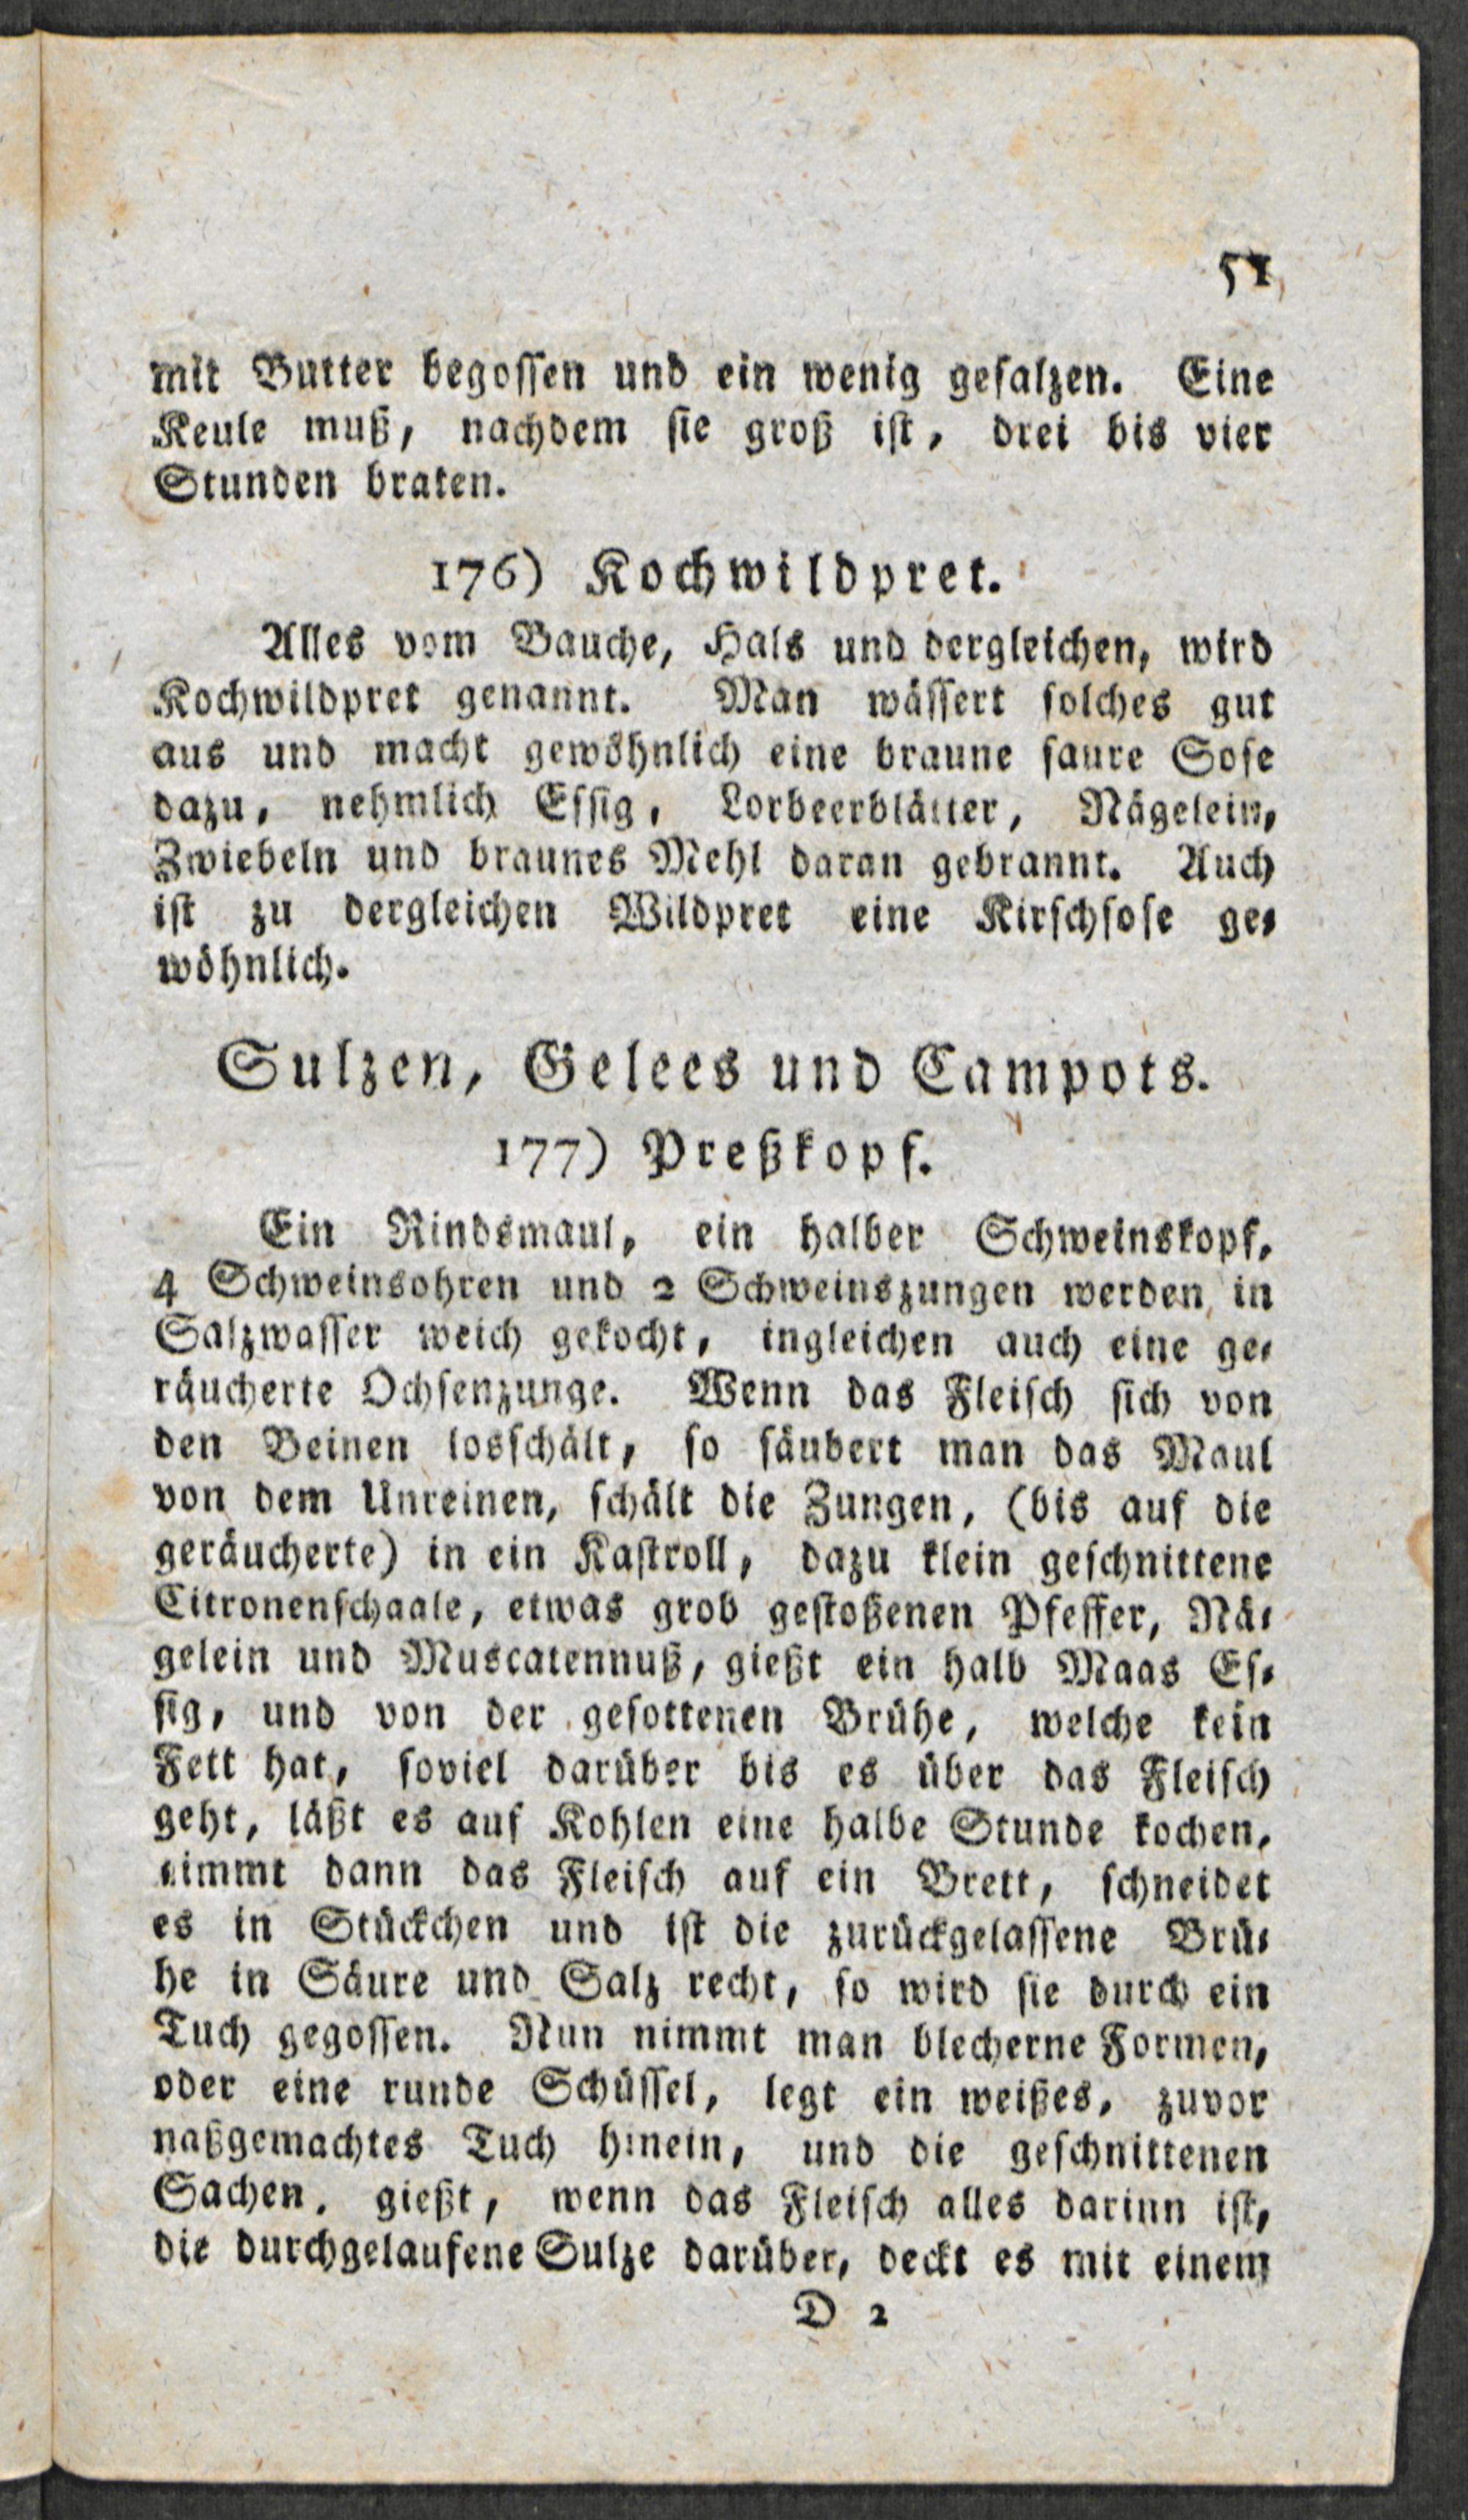 51
mit Butter begossen und ein wenig gesalzen. Eine
Keule muß, nachdem sie groß ist, drei bis vier
Stunden braten.
176) Kochwildpret.
Alles vom Bauche, Hals und dergleichen, wird
Kochwildpret genannt. Man wässert solches gut
aus und macht gewöhnlich eine braune saure Sose
dazu, nehmlich Essig, Lorbeerblätter, Nägelein,
Zwiebeln und braunes Mehl daran gebrannt. Auch
ist zu dergleichen Wildpret eine Kirschsose ge-
wöhnlich.
Sulzen, Gelees und Campots.
177) Preßkopf.
Ein Rindsmaul, ein halber Schweinskopf,
4 Schweinsohren und 2 Schweinszungen werden in
Salzwasser weich gekocht, ingleichen auch eine ge-
räucherte Ochsenzunge. Wenn das Fleisch sich von
den Beinen losschält, so säubert man das Maul
von dem Unreinen, schält die Zungen, (bis auf die
geräucherte) in ein Kastroll, dazu klein geschnittene
Citronenschaale, etwas grob gestoßenen Pfeffer, Nä-
gelein und Muscatennuß, gießt ein halb Maas Es-
sig, und von der gesottenen Brühe, welche kein
Fett hat, soviel darüber bis es über das Fleisch
geht, läßt es auf Kohlen eine halbe Stunde kochen,
nimmt dann das Fleisch auf ein Brett, schneidet
es in Stückchen und ist die zurückgelassene Brü-
he in Säure und Salz recht, so wird sie durch ein
Tuch gegossen. Nun nimmt man blecherne Formen,
oder eine runde Schüssel, legt ein weißes, zuvor
naßgemachtes Tuch hinein, und die geschnittenen
Sachen, gießt, wenn das Fleisch alles darinn ist,
die durchgelaufene Sulze darüber, deckt es mit einem
D 2